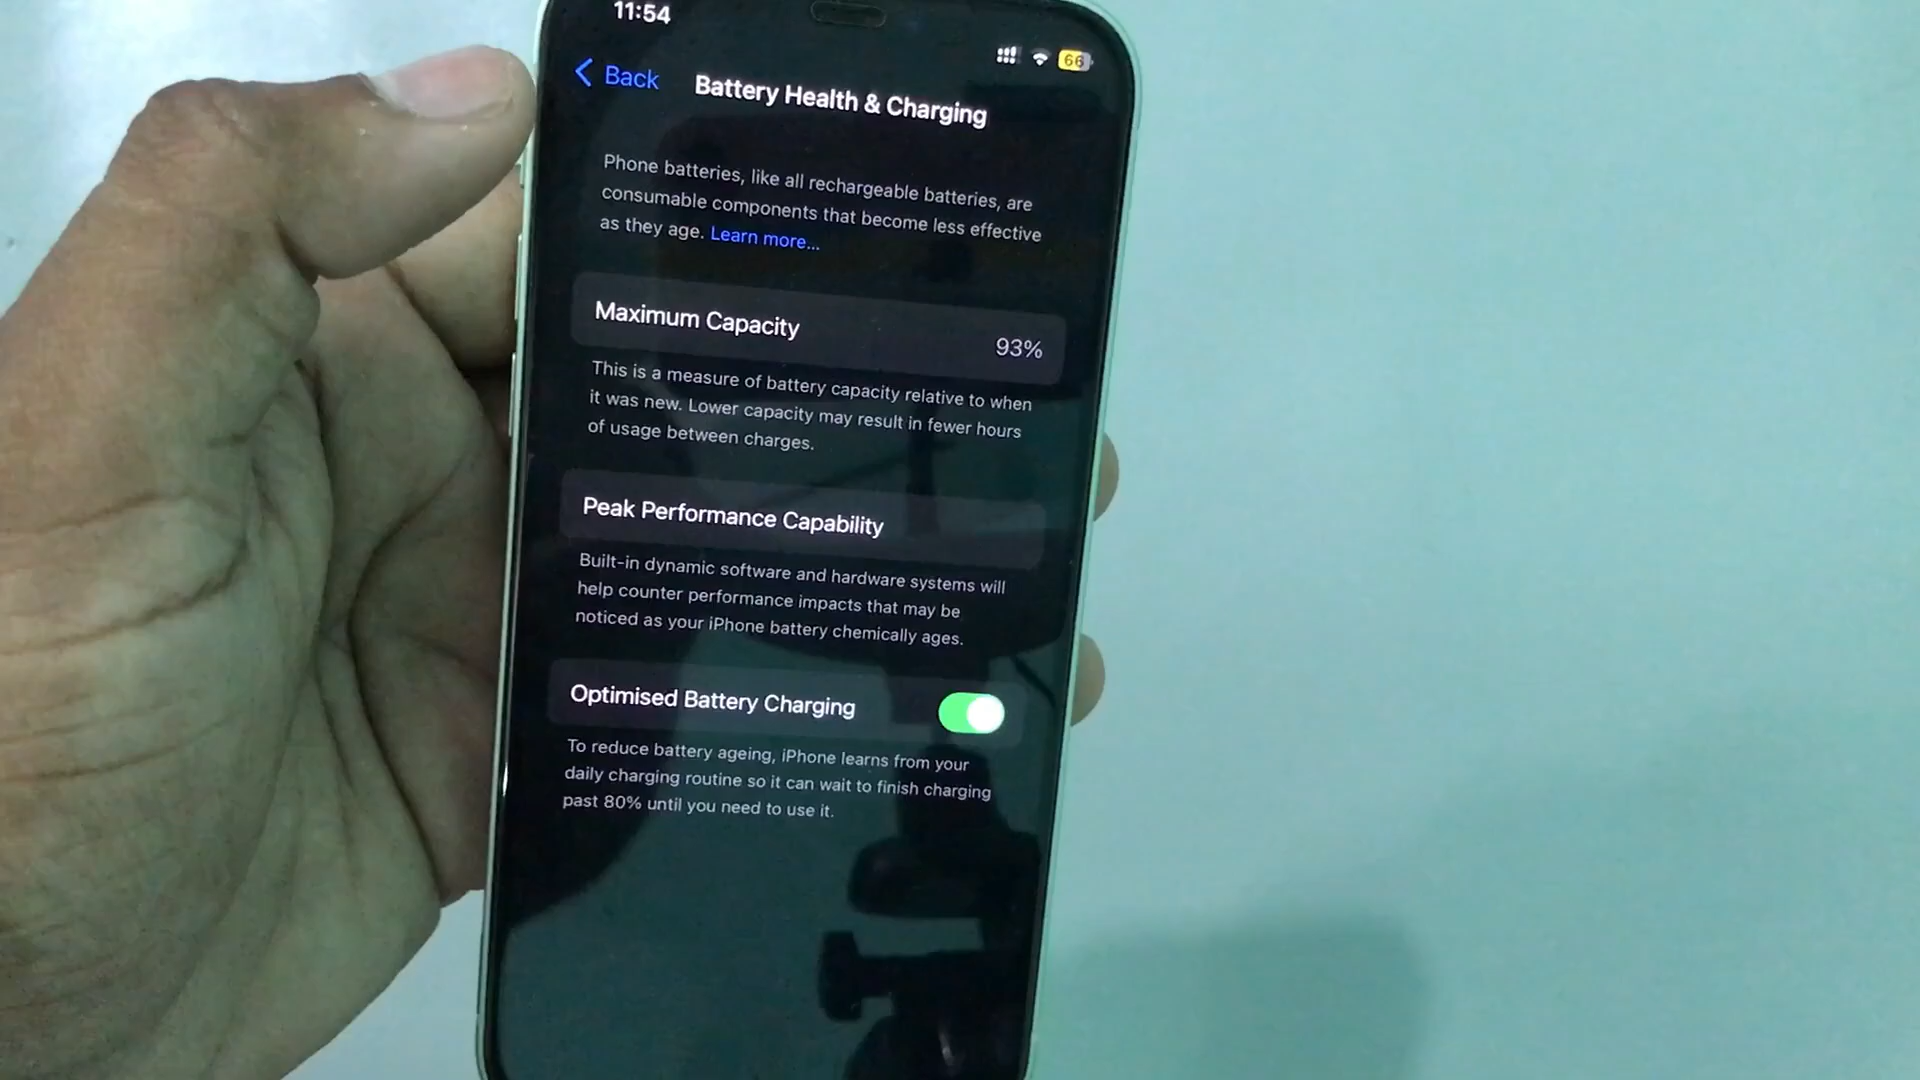 11:54
66
Back
Battery Health & Charging
Phone batteries, like all rechargeable batteries, are
consumable components that become less effective
as they age. Learn more...
Maximum Capacity
93%
This is a measure of battery capacity relative to when
it was new. Lower capacity may result in fewer hours
of usage between charges.
Peak Performance Capability
Built-in dynamic software and hardware systems will
help counter performance impacts that may be
noticed as your iPhone battery chemically ages.
Optimised Battery Charging
To reduce battery ageing, iPhone learns from your
daily charging routine so it can wait to finish charging
past 80% until you need to use it.